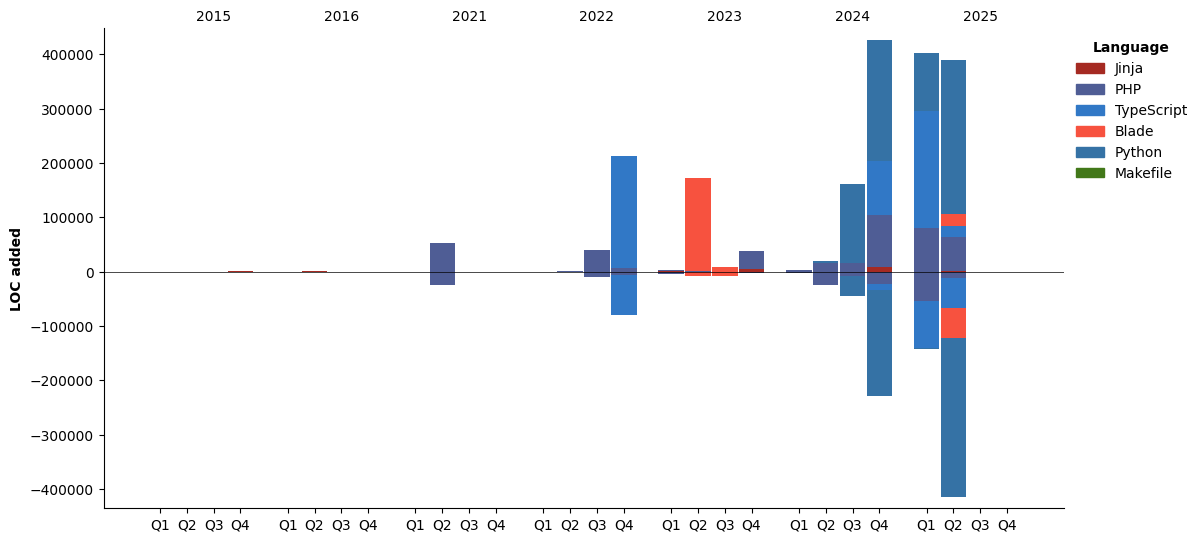 2015 2016 2021 2022 2023 2024 2025
LOC added
400000
300000
200000
100000
0
−100000
−200000
−300000
−400000
Q1 Q2 Q3 Q4 Q1 Q2 Q3 Q4 Q1 Q2 Q3 Q4 Q1 Q2 Q3 Q4 Q1 Q2 Q3 Q4 Q1 Q2 Q3 Q4 Q1 Q2 Q3 Q4
Language
Jinja
PHP
TypeScript
Blade
Python
Makefile